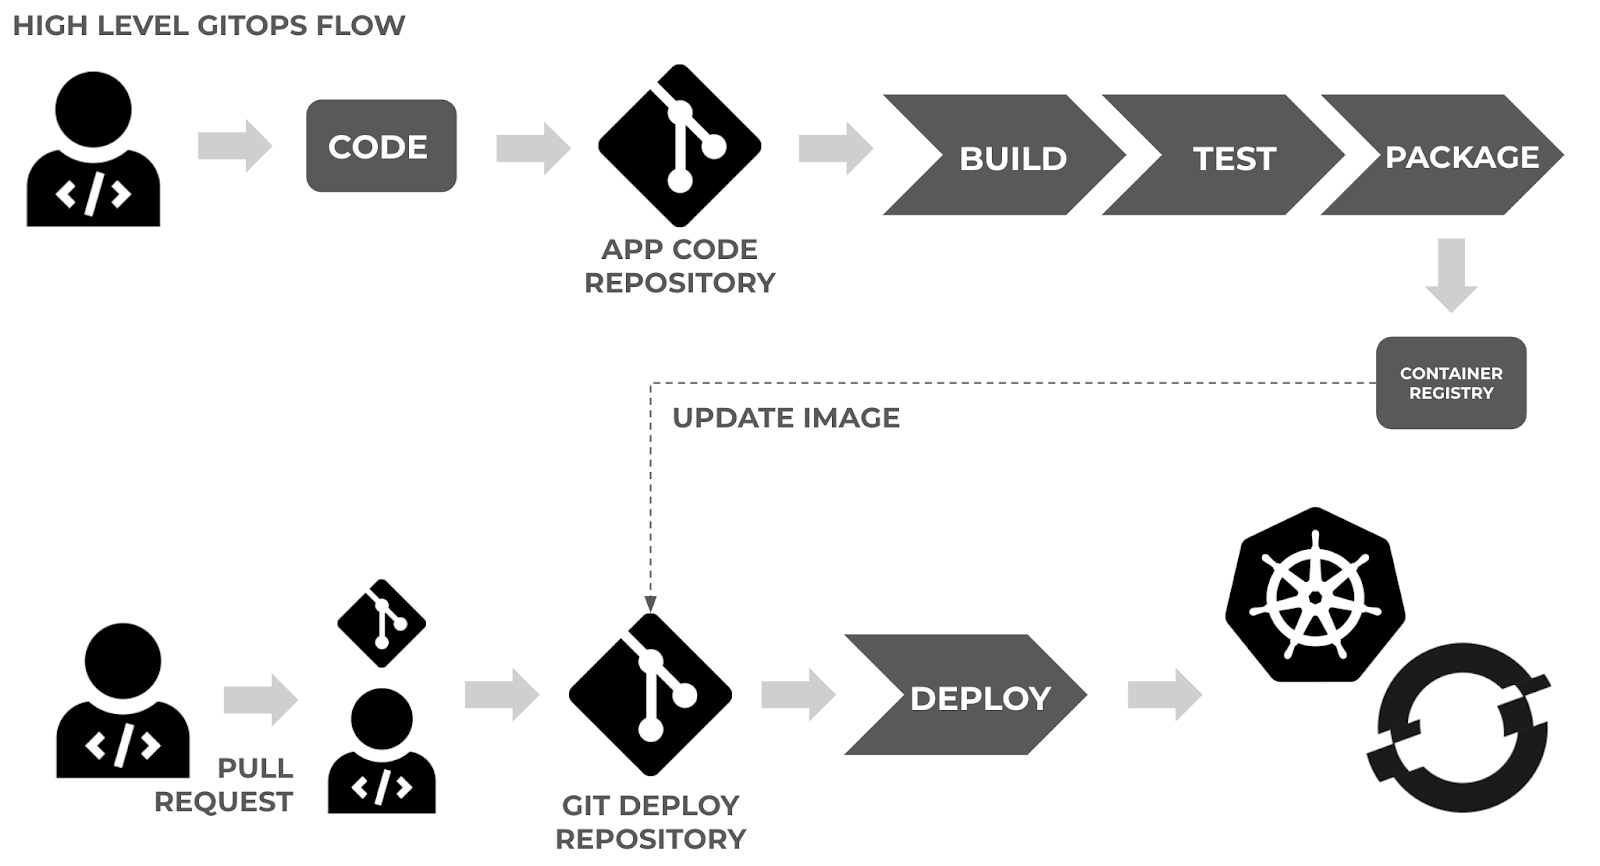 HIGH LEVEL GITOPS FLOW
CODE
APP CODE
REPOSITORY
BUILD
TEST
PACKAGE
CONTAINER
REGISTRY
UPDATE IMAGE
PULL
REQUEST
GIT DEPLOY
REPOSITORY
DEPLOY